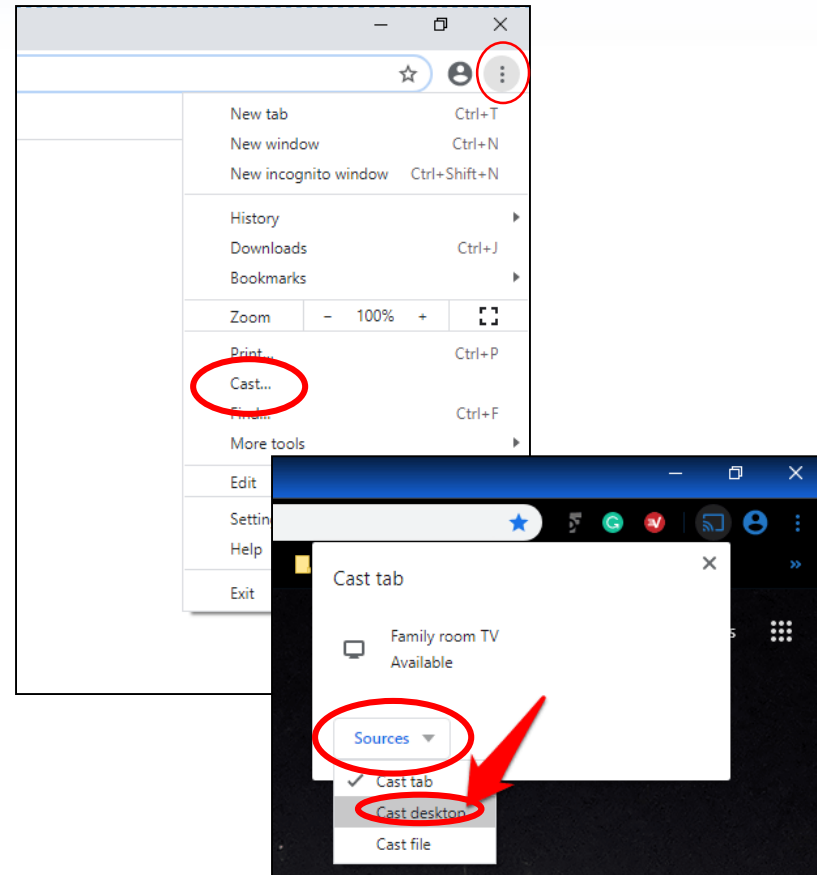 New tab Ctrl+T
New window Ctrl+N
New incognito window Ctrl+Shift+N
History
Downloads Ctrl+J
Bookmarks
Zoom - 100% +
Print... Ctrl+P
Cast...
Find... Ctrl+F
More tools
Edit
Settin
Help
Exit
Cast tab
Family room TV
Available
s
Sources
Cast tab
Cast desktop
Cast file